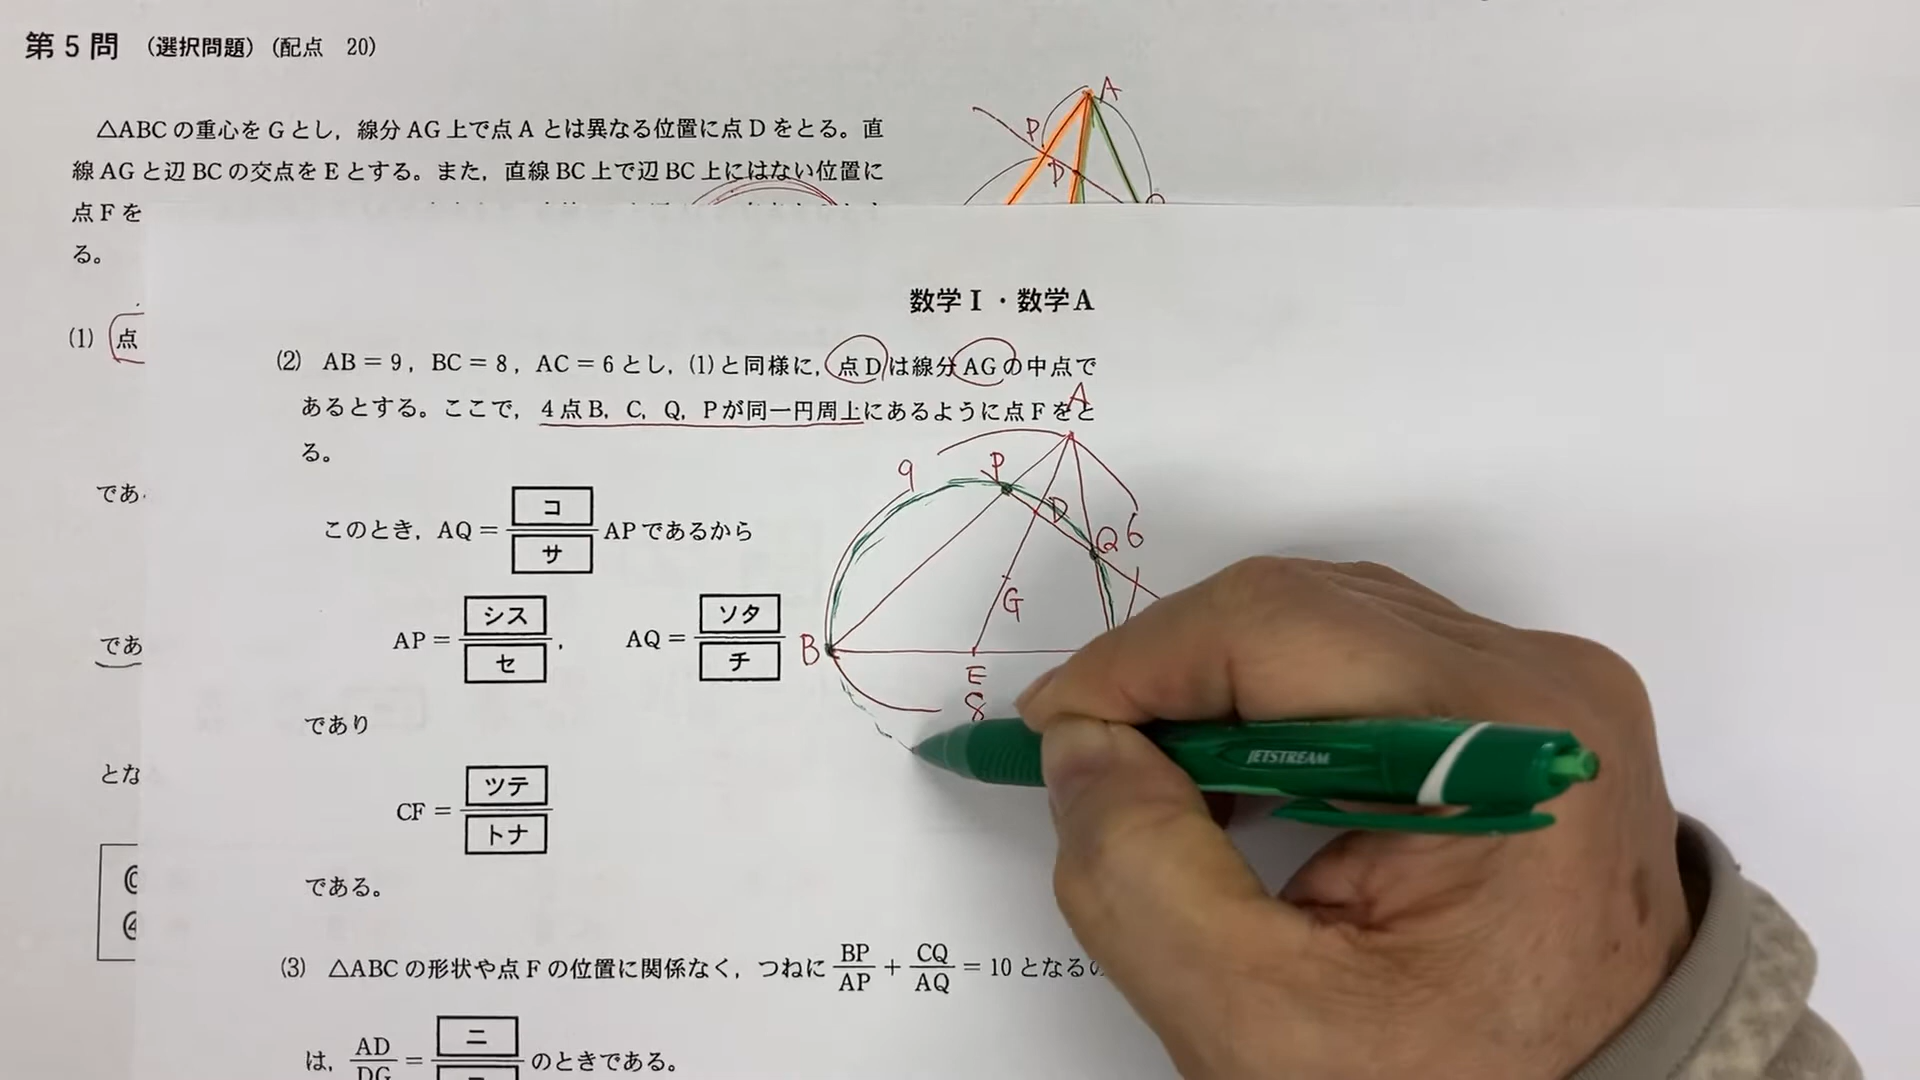 第5問 (選択問題) (配点 20)
△ABCの重心をGとし，線分AG上で点Aとは異なる位置に点Dをとる。直
線AGと辺BCの交点をEとする。また，直線BC上で辺BC上にはない位置に
点Fを
る。
(1) 点
であ
であ
とな
A
P
D
数学Ⅰ・数学A
(2) AB = 9，BC = 8，AC = 6とし，(1)と同様に，点Dは線分AGの中点で
あるとする。ここで，4点B，C，Q，Pが同一円周上にあるように点Fをと
る。
このとき，AQ = コ/サ APであるから
AP = シス/セ ， AQ = ソタ/チ
であり
CF = ツテ/トナ
である。
A
9
P
D
Q 6
G
B
E
8
JETSTREAM
(3) △ABCの形状や点Fの位置に関係なく，つねに BP/AP + CQ/AQ = 10となるの
は，AD/DG = ニ のときである。